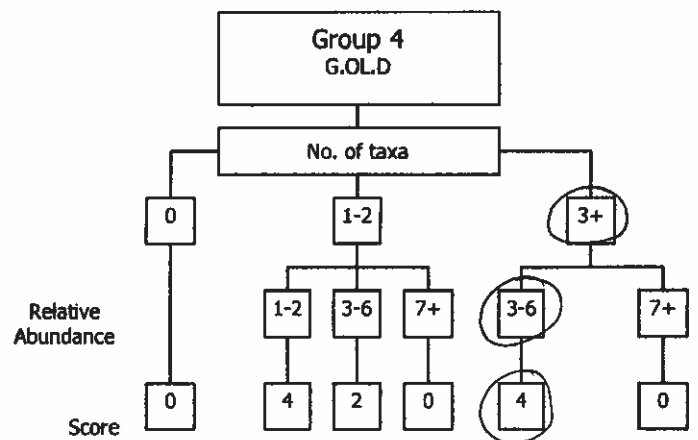 Group 4
G.OL.D
No. of taxa
0 1-2 3+
Relative
Abundance
1-2 3-6 7+ 3-6 7+
Score
0 4 2 0 4 0